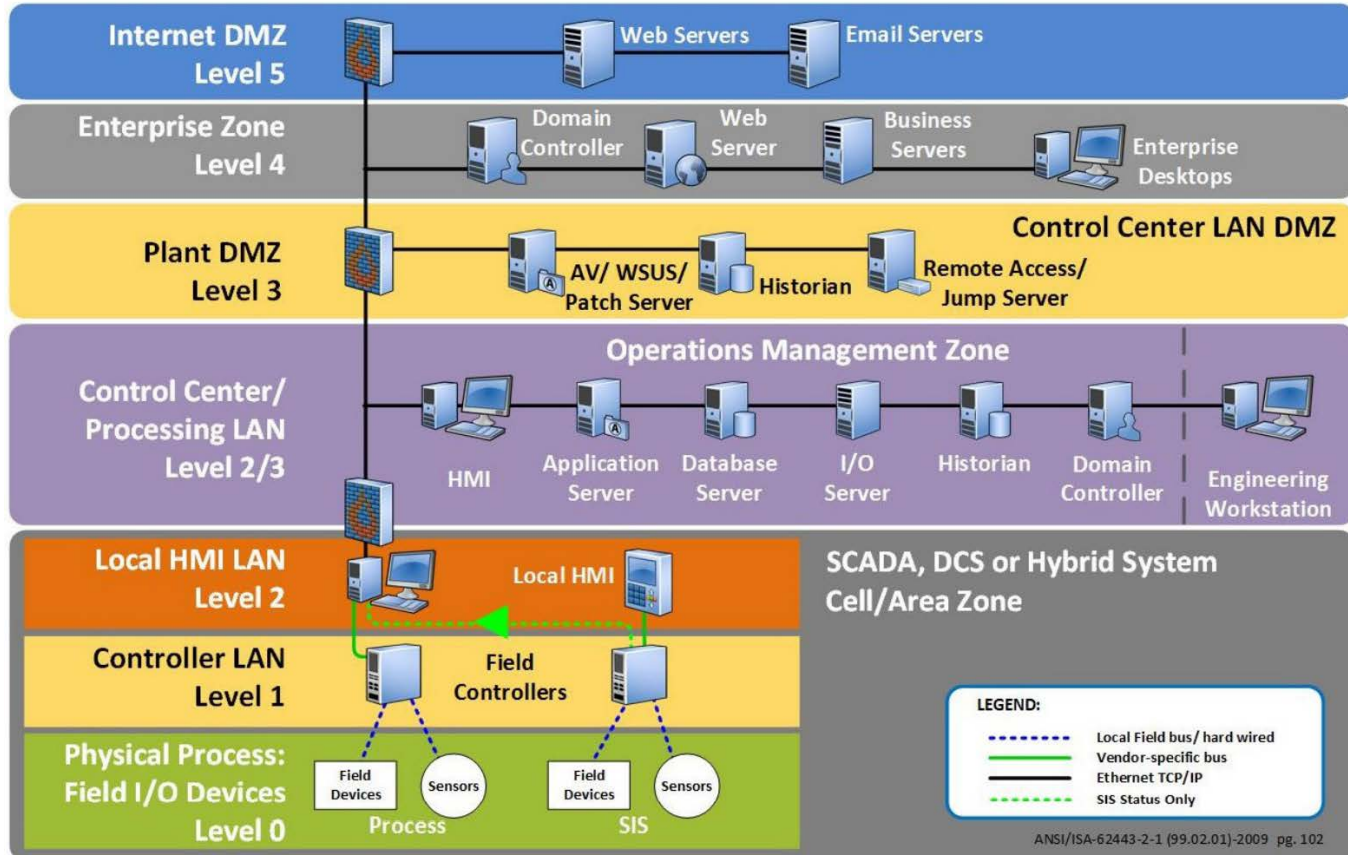 Internet DMZ
Level 5
Web Servers
Email Servers
Enterprise Zone
Level 4
Domain
Controller
Web
Server
Business
Servers
Enterprise
Desktops
Plant DMZ
Level 3
Control Center LAN DMZ
AV/ WSUS/
Patch Server
Historian
Remote Access/
Jump Server
Operations Management Zone
Control Center/
Processing LAN
Level 2/3
HMI
Application
Server
Database
Server
I/O
Server
Historian
Domain
Controller
Engineering
Workstation
Local HMI LAN
Level 2
Local HMI
SCADA, DCS or Hybrid System
Cell/Area Zone
Controller LAN
Level 1
Field
Controllers
Physical Process:
Field I/O Devices
Level 0
Field
Devices
Sensors
Process
Field
Devices
Sensors
SIS
LEGEND:
Local Field bus/ hard wired
Vendor-specific bus
Ethernet TCP/IP
SIS Status Only
ANSI/ISA-62443-2-1 (99.02.01)-2009 pg. 102